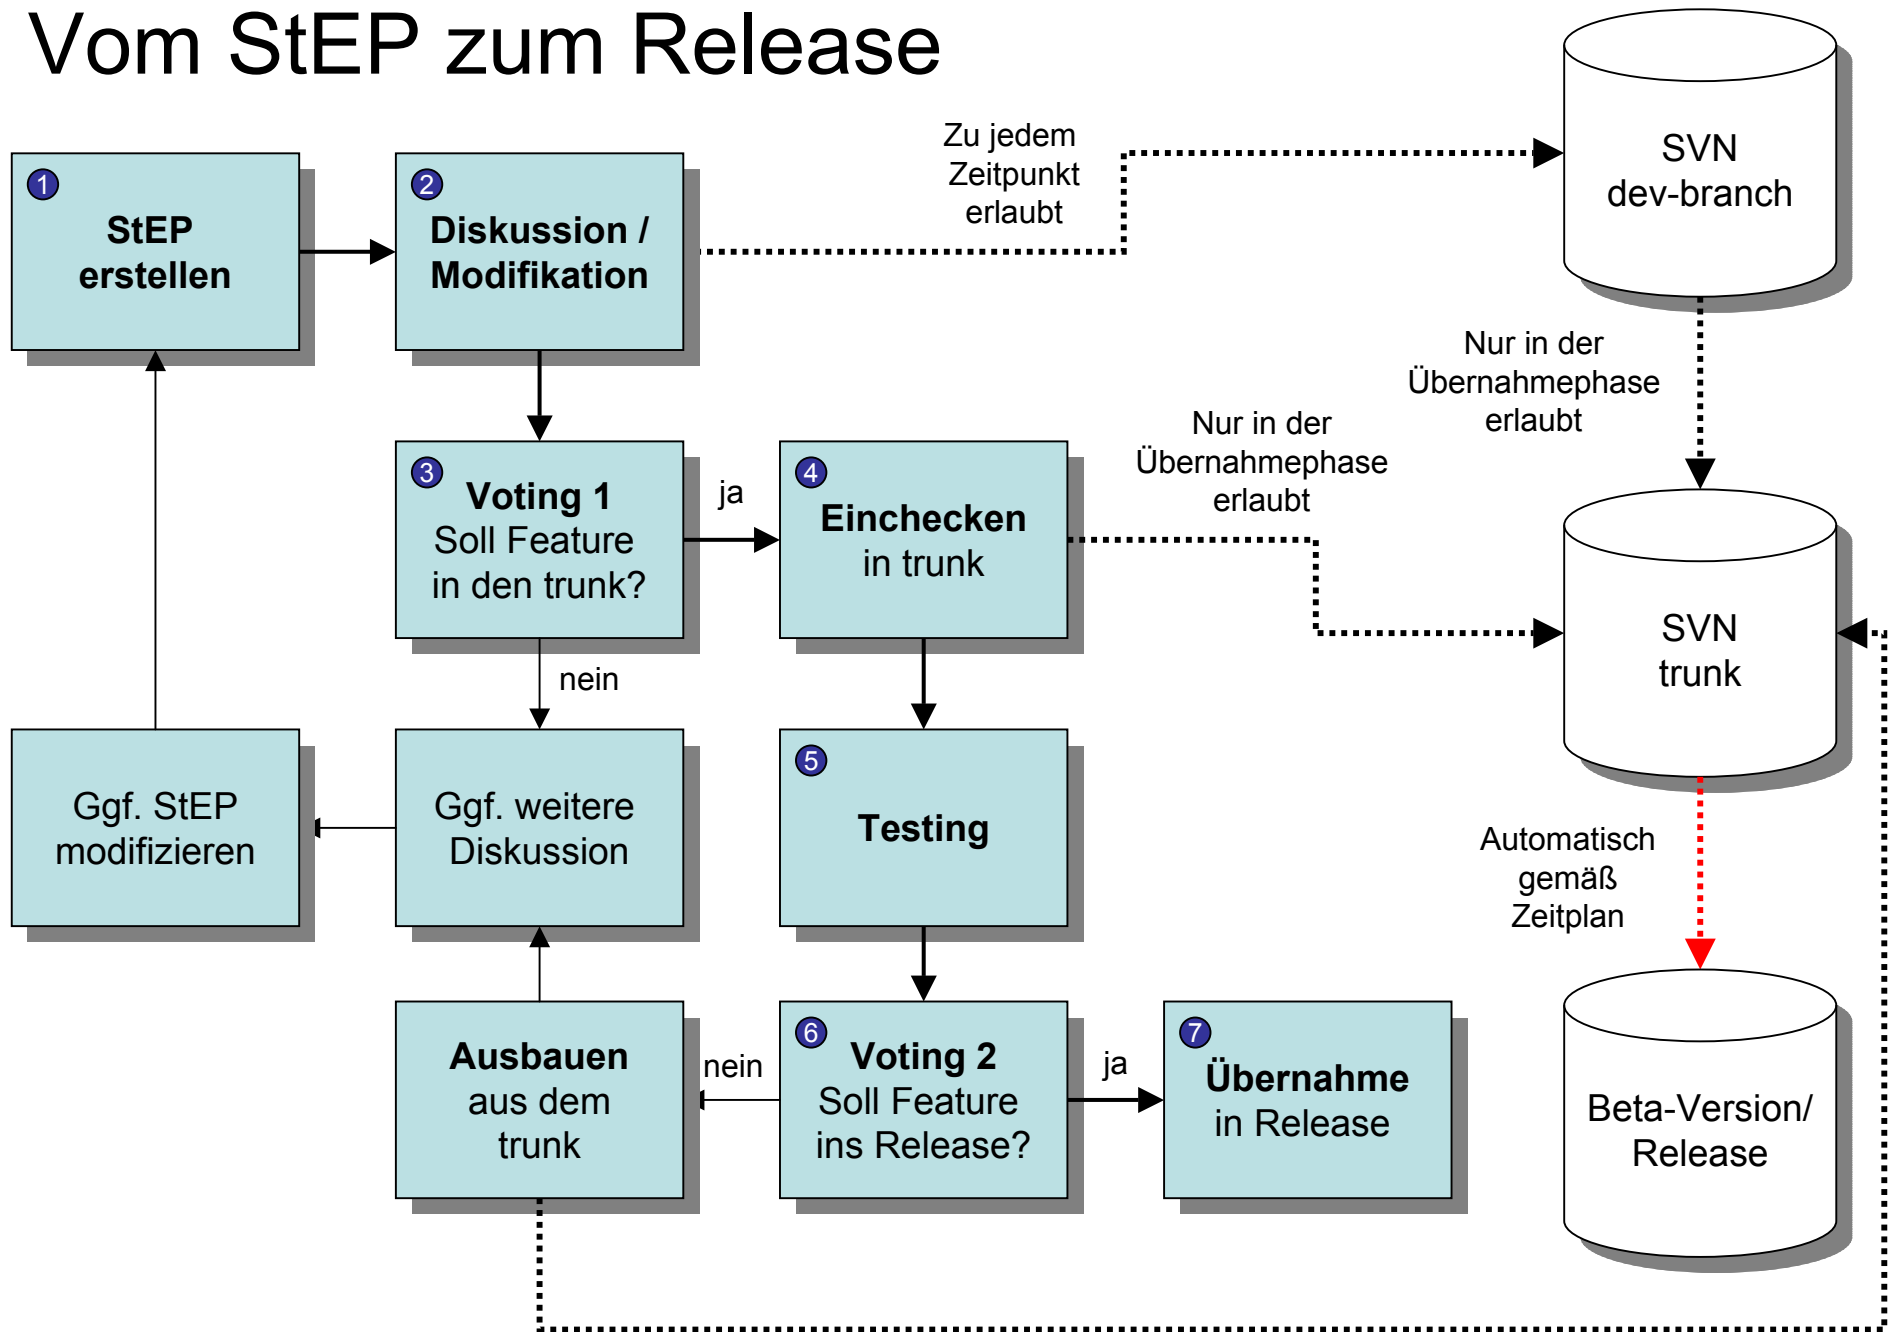 Vom StEP zum Release
1
StEP
erstellen
2
Diskussion /
Modifikation
Zu jedem
Zeitpunkt
erlaubt
SVN
dev-branch
Nur in der
Übernahmephase
erlaubt
3
Voting 1
Soll Feature
in den trunk?
ja
nein
4
Einchecken
in trunk
Nur in der
Übernahmephase
erlaubt
SVN
trunk
Ggf. StEP
modifizieren
Ggf. weitere
Diskussion
5
Testing
Automatisch
gemäß
Zeitplan
Ausbauen
aus dem
trunk
nein
6
Voting 2
Soll Feature
ins Release?
ja
7
Übernahme
in Release
Beta-Version/
Release